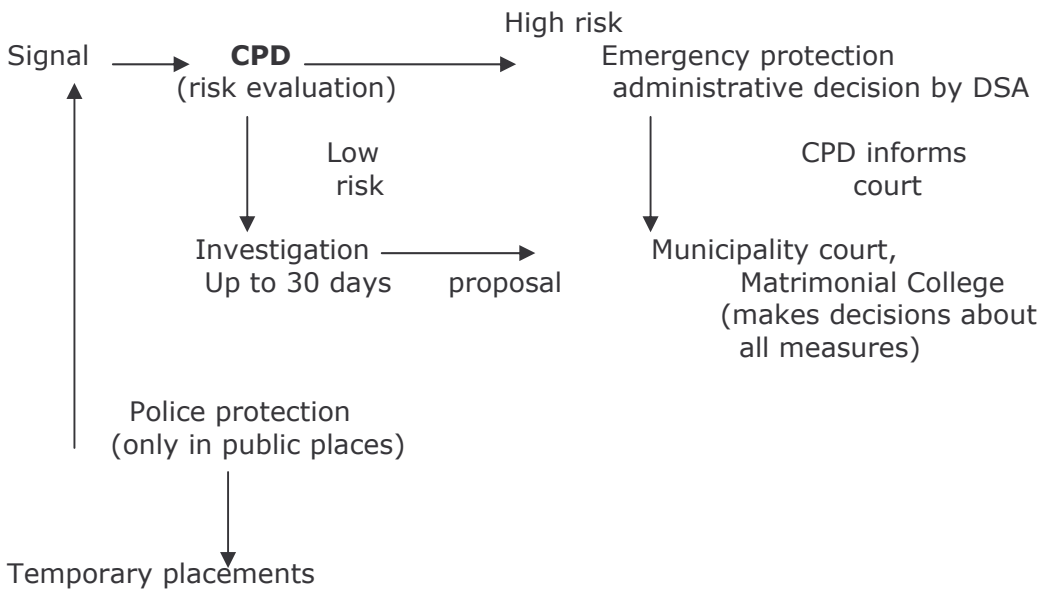 High risk
Signal CPD Emergency protection
(risk evaluation) administrative decision by DSA
Low CPD informs
risk court
Investigation Municipality court,
Up to 30 days proposal Matrimonial College
(makes decisions about
all measures)
Police protection
(only in public places)
Temporary placements